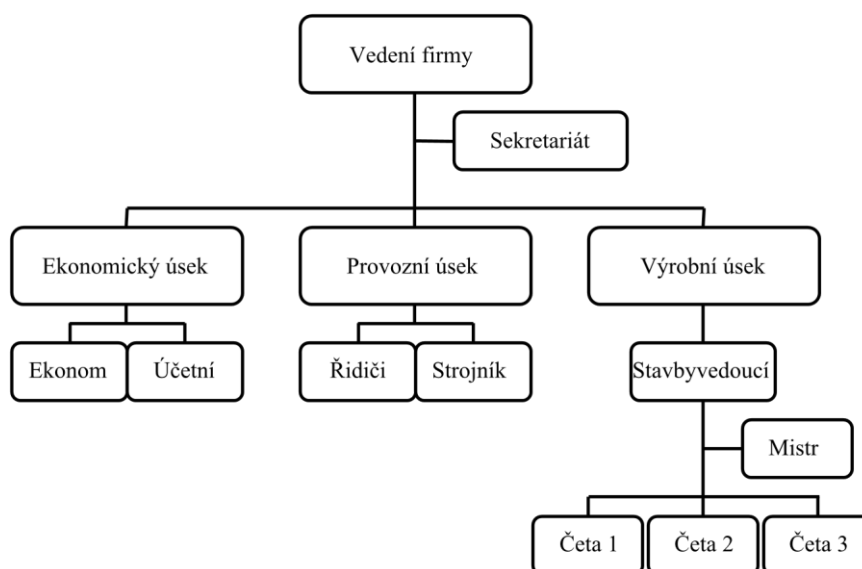 Vedení firmy
Sekretariát
Ekonomický úsek
Provozní úsek
Výrobní úsek
Ekonom
Účetní
Řidiči
Strojník
Stavbyvedoucí
Mistr
Četa 1
Četa 2
Četa 3